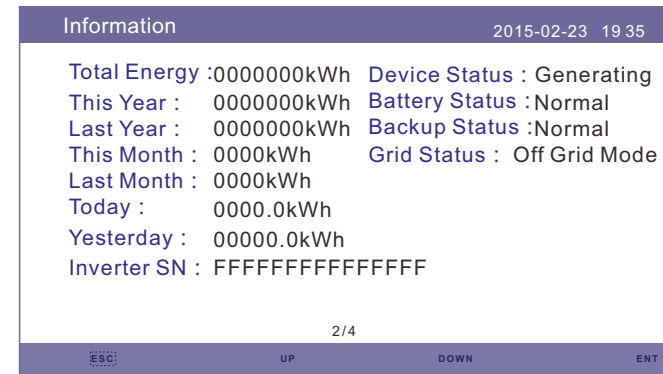 Information 2015-02-23 19 35
Total Energy : 0000000kWh Device Status : Generating
This Year : 0000000kWh Battery Status : Normal
Last Year : 0000000kWh Backup Status : Normal
This Month : 0000kWh Grid Status : Off Grid Mode
Last Month : 0000kWh
Today : 0000.0kWh
Yesterday : 00000.0kWh
Inverter SN : FFFFFFFFFFFFFFF
2/4
ESC UP DOWN ENT